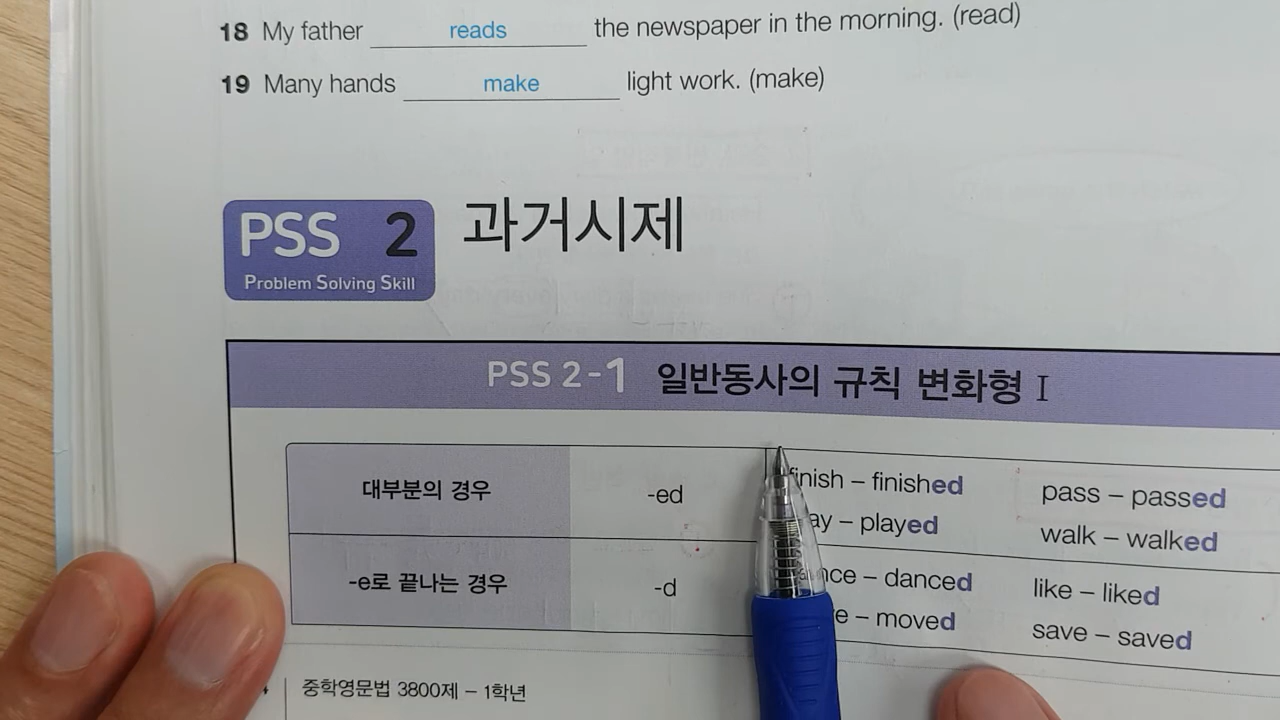 18 My father reads the newspaper in the morning. (read)
19 Many hands make light work. (make)
PSS 2 과거시제
Problem Solving Skill
PSS 2-1 일반동사의 규칙 변화형 I
대부분의 경우 -ed finish – finished pass – passed
played walk – walked
-e로 끝나는 경우 -d danced like – liked
moved save – saved
중학영문법 3800제 – 1학년